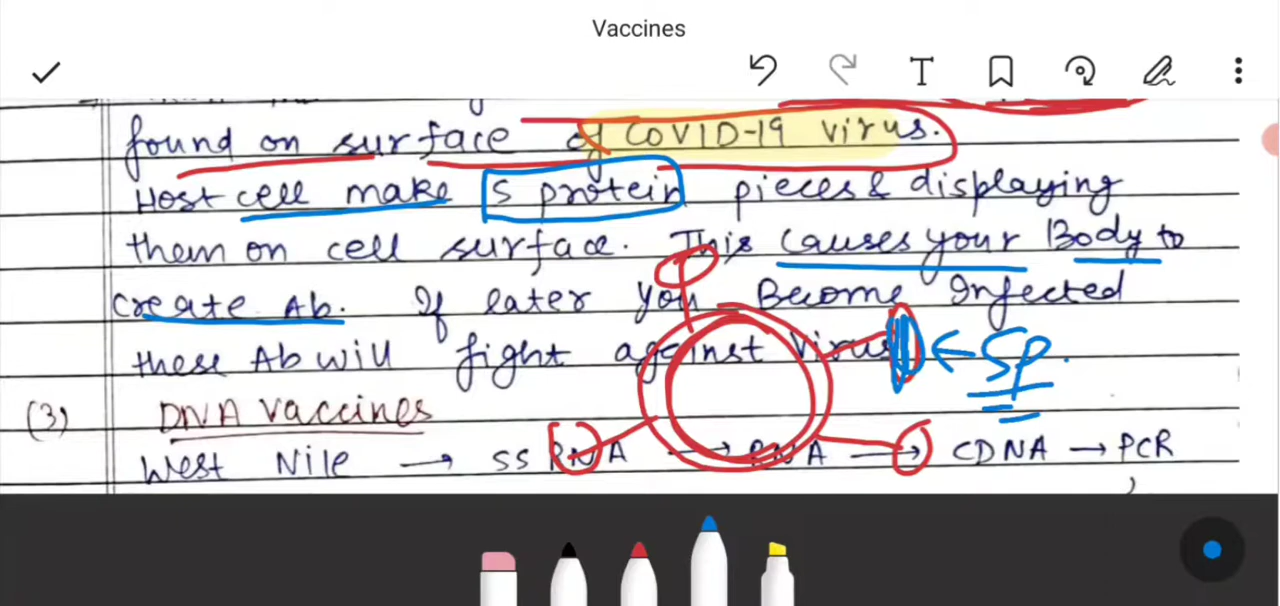 Vaccines
T
found on surface of COVID-19 virus.
Host cell make S protein pieces & displaying
them on cell surface. This causes your Body to
create Ab. If later you Become Infected
these Ab will fight against Virus ← SP.
(3) DNA Vaccines
West Nile → SS RNA → RNA → CDNA → PCR